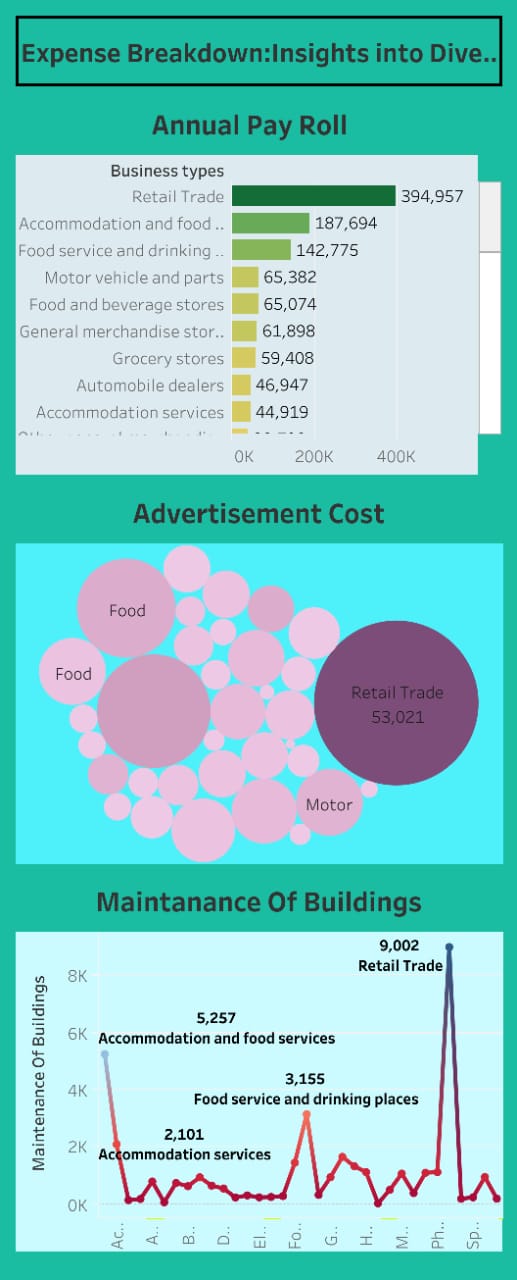 Expense Breakdown:Insights into Dive..
Annual Pay Roll
Business types
Retail Trade 394,957
Accommodation and food .. 187,694
Food service and drinking .. 142,775
Motor vehicle and parts 65,382
Food and beverage stores 65,074
General merchandise stor.. 61,898
Grocery stores 59,408
Automobile dealers 46,947
Accommodation services 44,919
0K 200K 400K
Advertisement Cost
Food
Food
Retail Trade
53,021
Motor
Maintanance Of Buildings
Maintenance Of Buildings
8K
6K
4K
2K
0K
9,002
Retail Trade
5,257
Accommodation and food services
3,155
Food service and drinking places
2,101
Accommodation services
Ac.. A.. B.. D.. El.. Fo.. G.. H.. M.. Ph.. Sp..